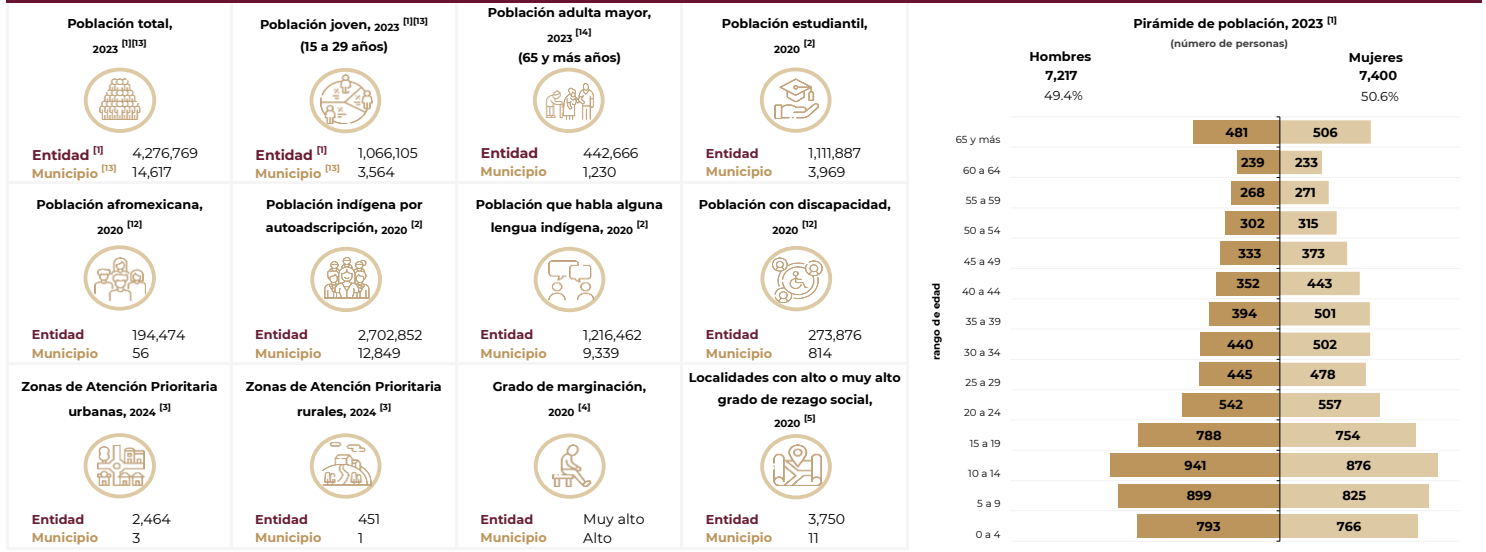 Población total,
2023 [1][13]
Entidad [1] 4,276,769
Municipio [13] 14,617
Población joven, 2023 [1][13]
(15 a 29 años)
Entidad [1] 1,066,105
Municipio [13] 3,564
Población adulta mayor,
2023 [14]
(65 y más años)
Entidad 442,666
Municipio 1,230
Población estudiantil,
2020 [2]
Entidad 1,111,887
Municipio 3,969
Población afromexicana,
2020 [12]
Entidad 194,474
Municipio 56
Población indígena por
autoadscripción, 2020 [2]
Entidad 2,702,852
Municipio 12,849
Población que habla alguna
lengua indígena, 2020 [2]
Entidad 1,216,462
Municipio 9,339
Población con discapacidad,
2020 [12]
Entidad 273,876
Municipio 814
Zonas de Atención Prioritaria
urbanas, 2024 [3]
Entidad 2,464
Municipio 3
Zonas de Atención Prioritaria
rurales, 2024 [3]
Entidad 451
Municipio 1
Grado de marginación,
2020 [4]
Entidad Muy alto
Municipio Alto
Localidades con alto o muy alto
grado de rezago social,
2020 [5]
Entidad 3,750
Municipio 11
Pirámide de población, 2023 [1]
(número de personas)
Hombres Mujeres
7,217 7,400
49.4% 50.6%
rango de edad
65 y más 481 506
60 a 64 239 233
55 a 59 268 271
50 a 54 302 315
45 a 49 333 373
40 a 44 352 443
35 a 39 394 501
30 a 34 440 502
25 a 29 445 478
20 a 24 542 557
15 a 19 788 754
10 a 14 941 876
5 a 9 899 825
0 a 4 793 766